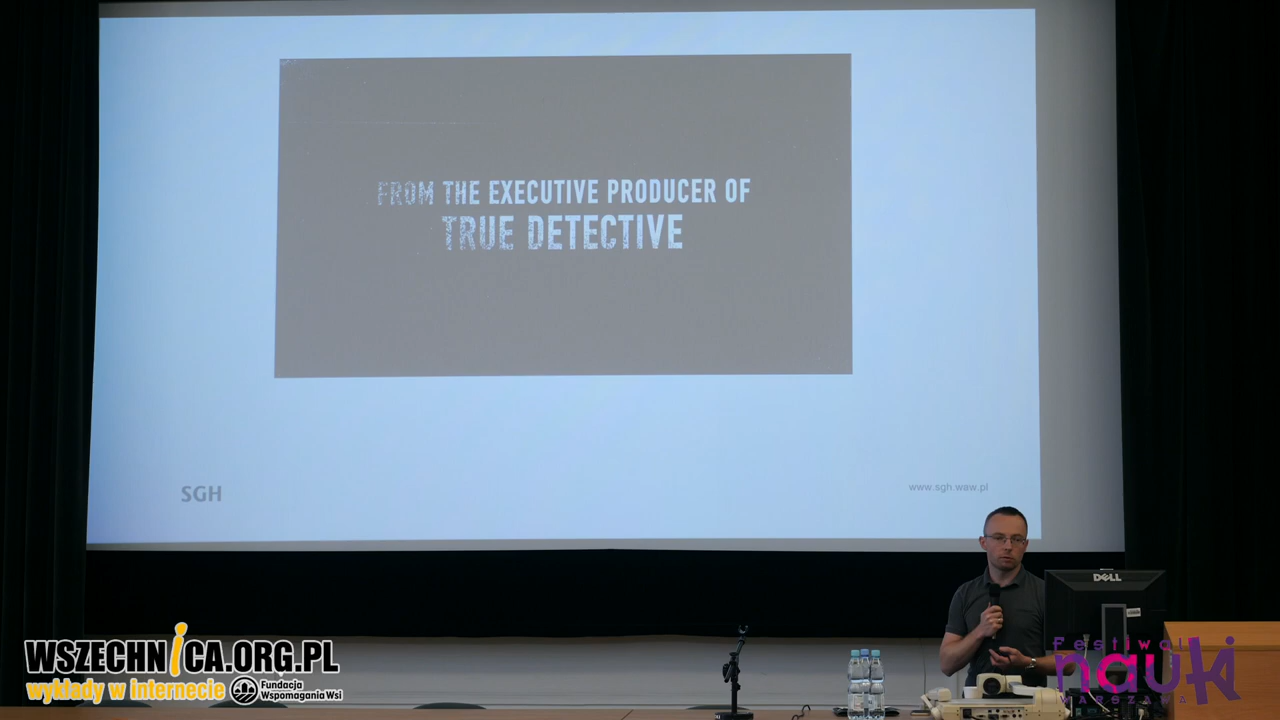 FROM THE EXECUTIVE PRODUCER OF
TRUE DETECTIVE
SGH
www.sgh.waw.pl
DELL
WSZECHNICA.ORG.PL
wykłady w internecie
Fundacja
Wspomagania Wsi
Festiwal
nauki
WARSZAWA